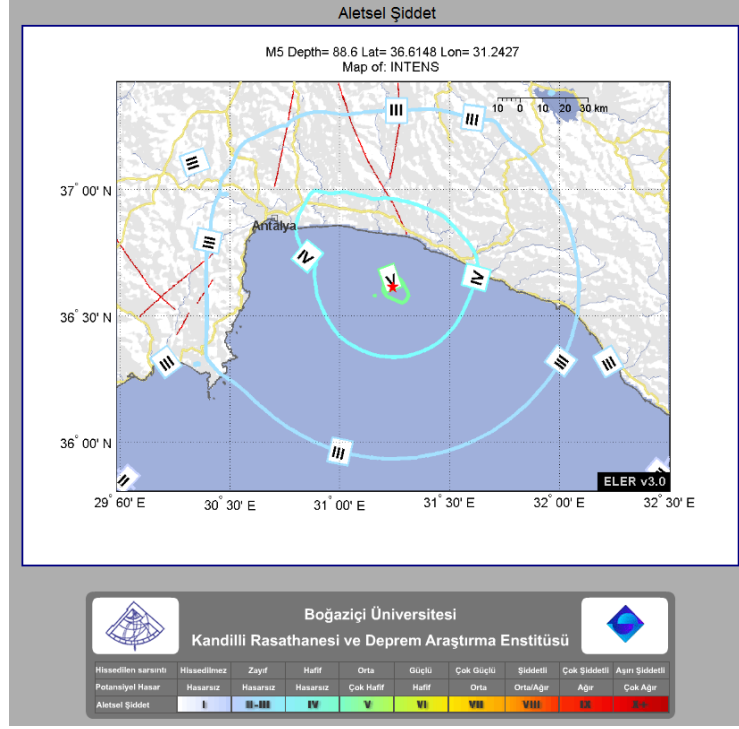 Aletsel Şiddet
M5 Depth= 88.6 Lat= 36.6148 Lon= 31.2427
Map of: INTENS
III
III
10 0 10 20 30 km
III
37° 00' N
III
Antalya
IV
V
IV
36° 30' N
III
III
III
36° 00' N
III
II
ELER v3.0
29° 60' E
30° 30' E
31° 00' E
31° 30' E
32° 00' E
32° 30' E
Boğaziçi Üniversitesi
Kandilli Rasathanesi ve Deprem Araştırma Enstitüsü
Hissedilen sarsıntı Hissedilmez Zayıf Hafif Orta Güçlü Çok Güçlü Şiddetli Çok Şiddetli Aşırı Şiddetli
Potansiyel Hasar Hasarsız Hasarsız Hasarsız Çok Hafif Hafif Orta Orta/Ağır Ağır Çok Ağır
Aletsel Şiddet I II-III IV V VI VII VIII IX X+